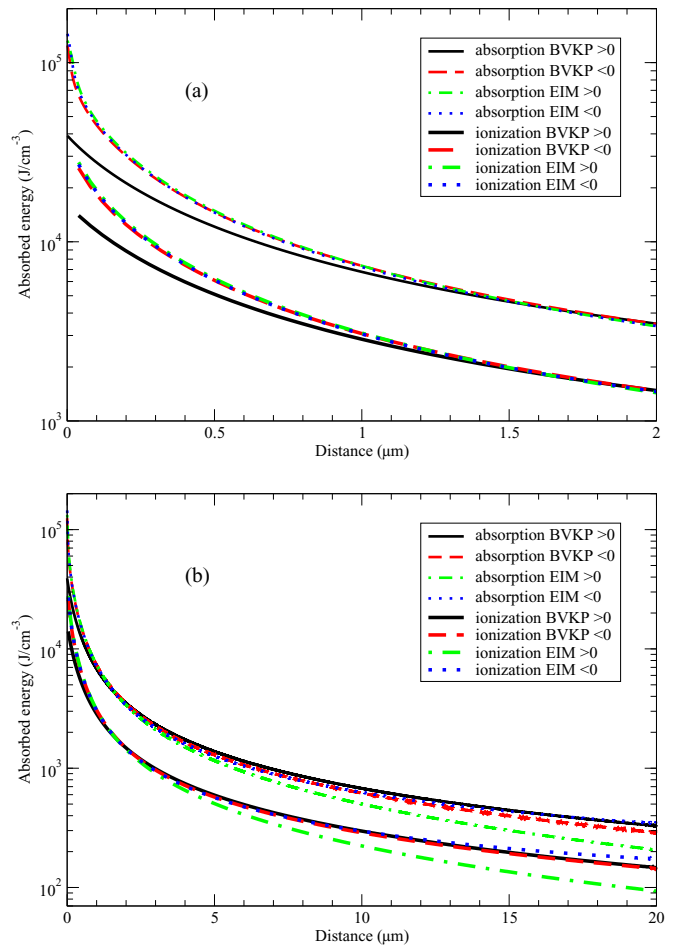 10^5
10^4
10^3
Absorbed energy (J/cm^-3)
(a)
absorption BVKP >0
absorption BVKP <0
absorption EIM >0
absorption EIM <0
ionization BVKP >0
ionization BVKP <0
ionization EIM >0
ionization EIM <0
0 0.5 1 1.5 2
Distance (μm)
10^5
10^4
10^3
10^2
Absorbed energy (J/cm^-3)
(b)
absorption BVKP >0
absorption BVKP <0
absorption EIM >0
absorption EIM <0
ionization BVKP >0
ionization BVKP <0
ionization EIM >0
ionization EIM <0
0 5 10 15 20
Distance (μm)